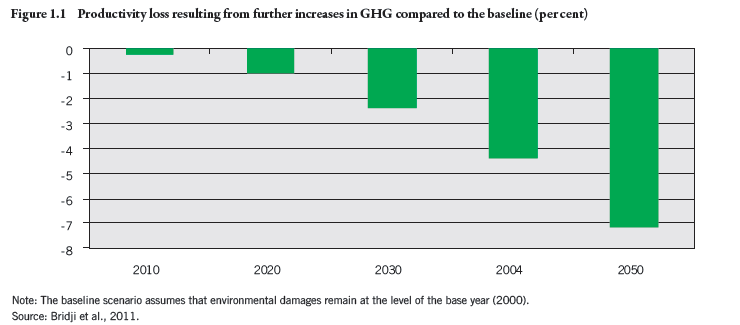 Figure 1.1 Productivity loss resulting from further increases in GHG compared to the baseline (per cent)
0
-1
-2
-3
-4
-5
-6
-7
-8
2010 2020 2030 2004 2050
Note: The baseline scenario assumes that environmental damages remain at the level of the base year (2000).
Source: Bridji et al., 2011.